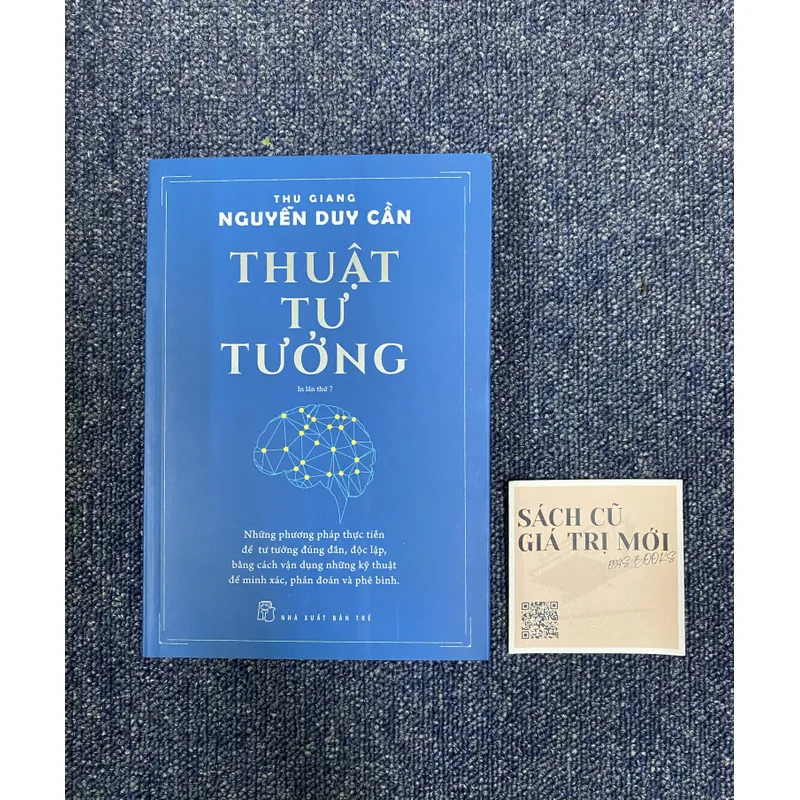 THU GIANG
NGUYỄN DUY CẦN
THUẬT
TƯ
TƯỞNG
In lần thứ 7
Những phương pháp thực tiễn
để tư tưởng đúng đắn, độc lập,
bằng cách vận dụng những kỹ thuật
để minh xác, phán đoán và phê bình.
NHÀ XUẤT BẢN TRẺ
SÁCH CŨ
GIÁ TRỊ MỚI